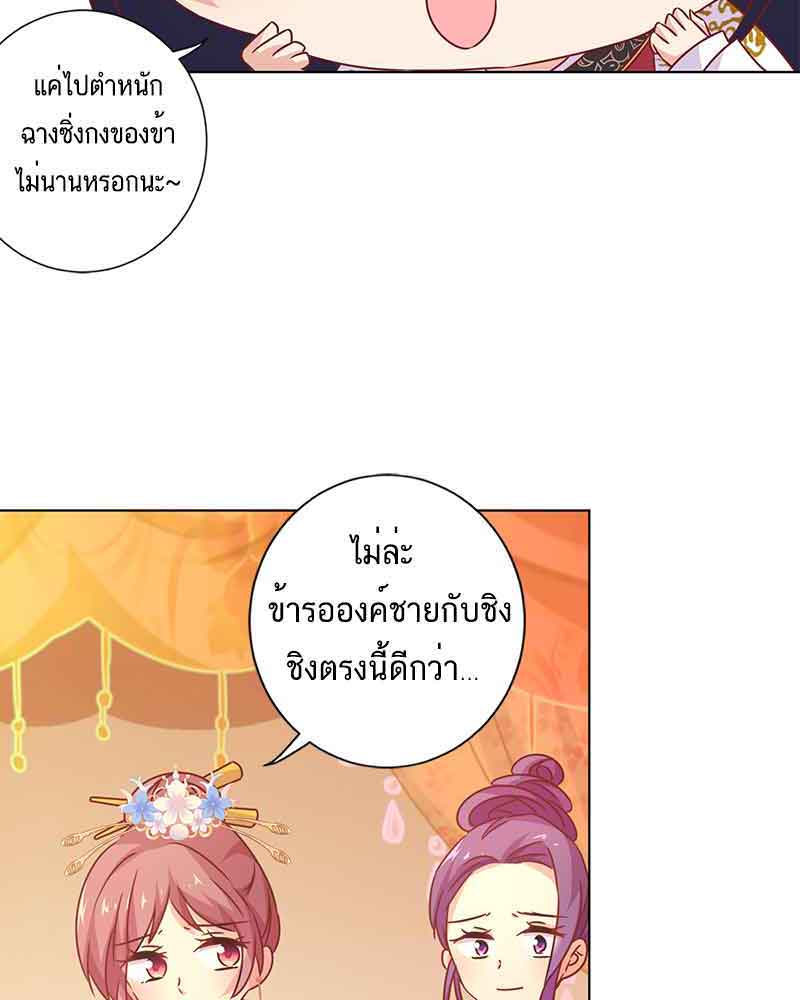 แค่ไปตำหนัก
ฉางซิ่งกงของข้า
ไม่นานหรอกนะ~
ไม่ล่ะ
ข้ารอองค์ชายกับชิง
ชิงตรงนี้ดีกว่า...